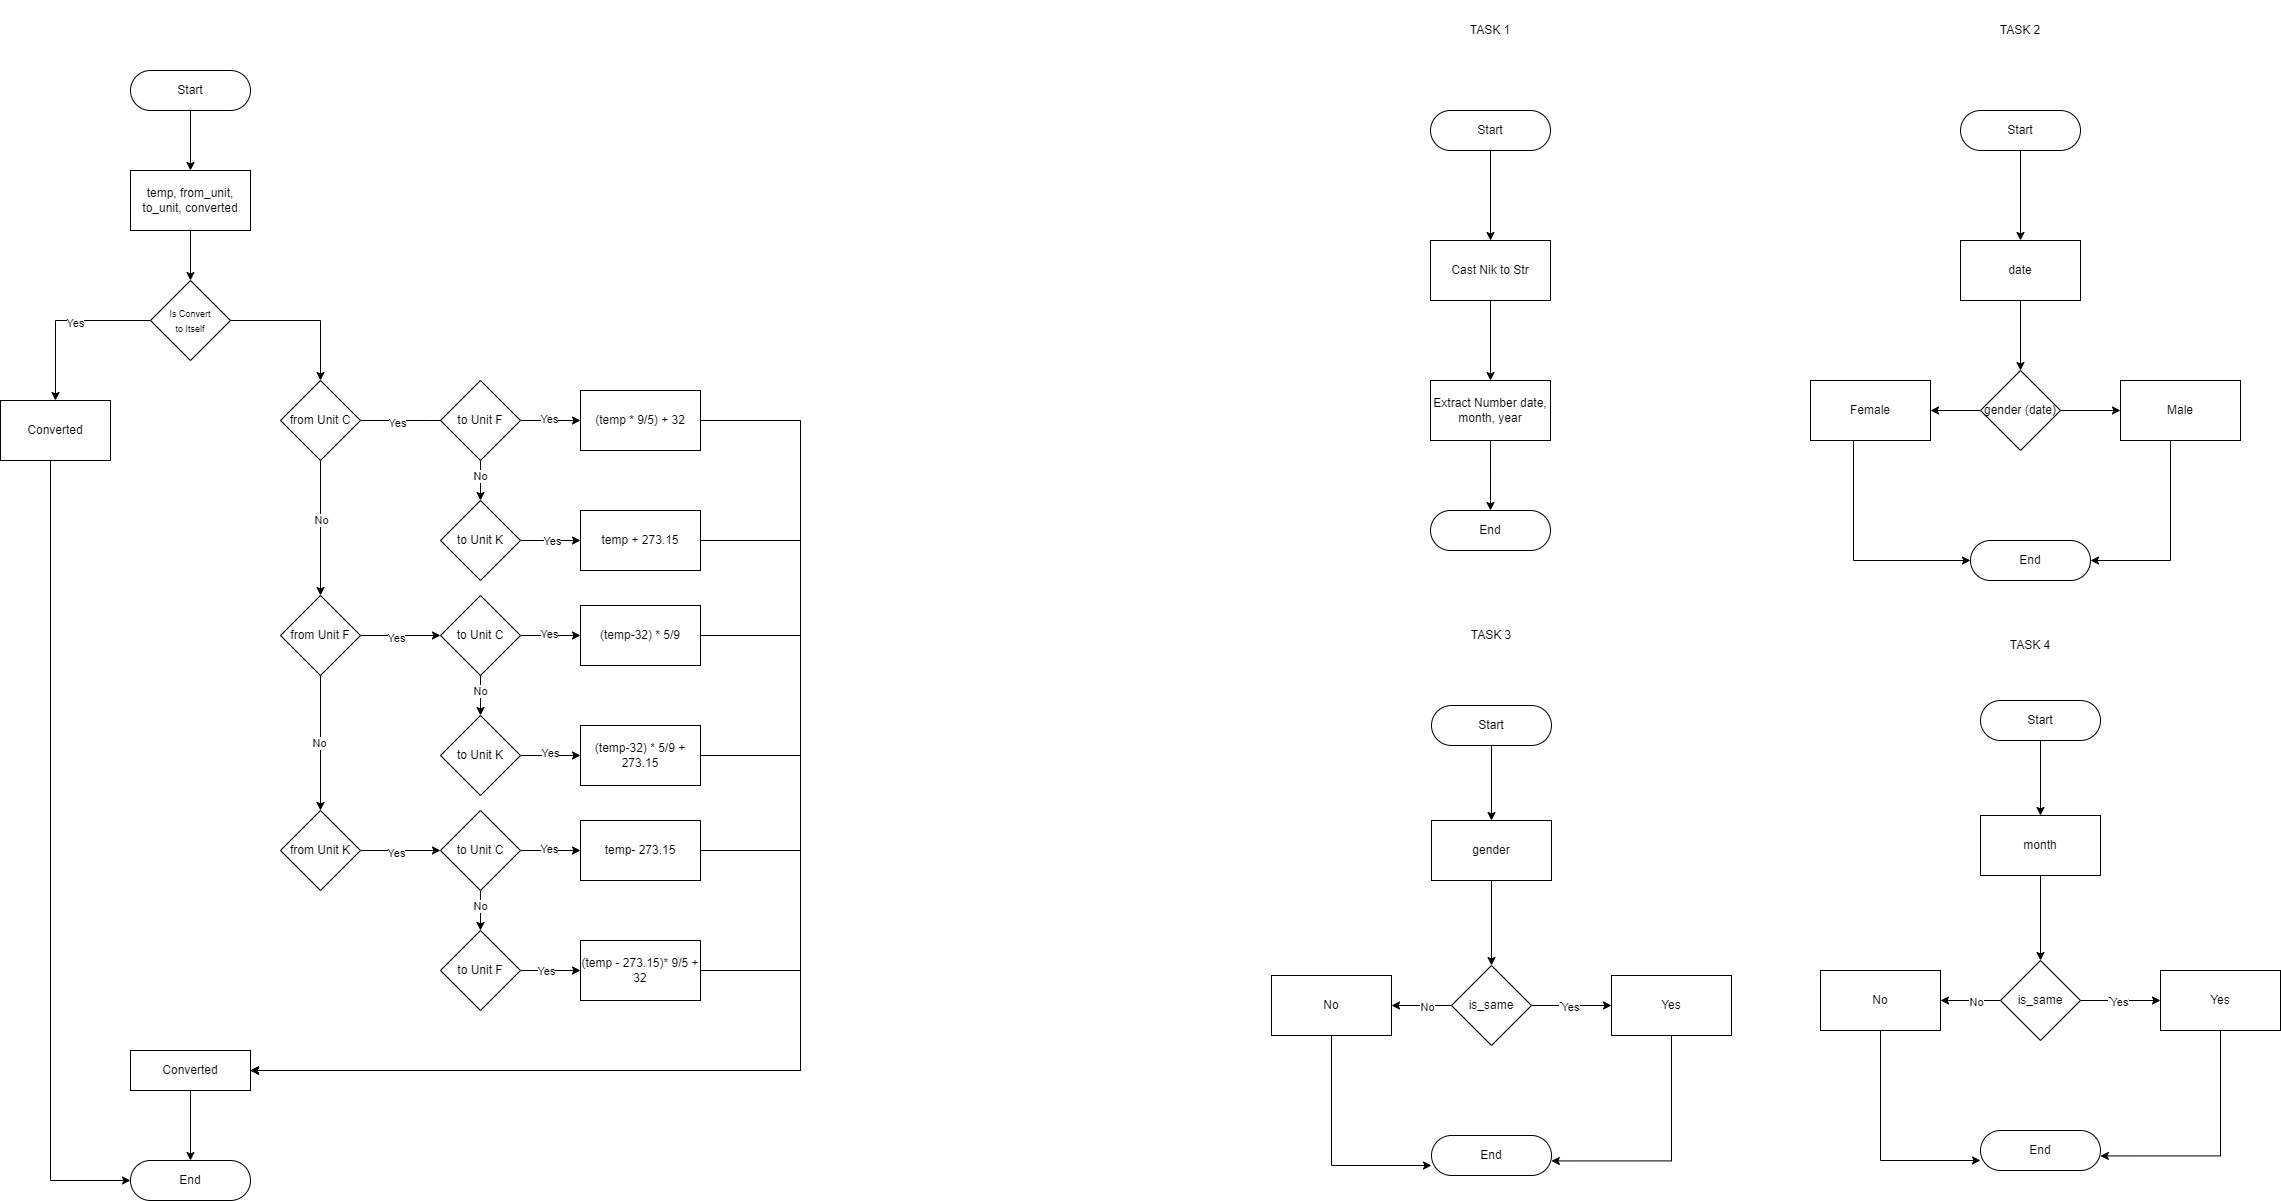 Start
temp, from_unit,
to_unit, converted
Is Convert
to Itself
Yes
Converted
from Unit C
Yes
to Unit F
Yes
(temp * 9/5) + 32
No
No
to Unit K
Yes
temp + 273.15
from Unit F
Yes
to Unit C
Yes
(temp-32) * 5/9
No
No
to Unit K
Yes
(temp-32) * 5/9 +
273.15
from Unit K
Yes
to Unit C
Yes
temp- 273.15
No
to Unit F
Yes
(temp - 273.15)* 9/5 +
32
Converted
End
TASK 1
Start
Cast Nik to Str
Extract Number date,
month, year
End
TASK 2
Start
date
Female
gender (date)
Male
End
TASK 3
Start
gender
No
No
is_same
Yes
Yes
End
TASK 4
Start
month
No
No
is_same
Yes
Yes
End